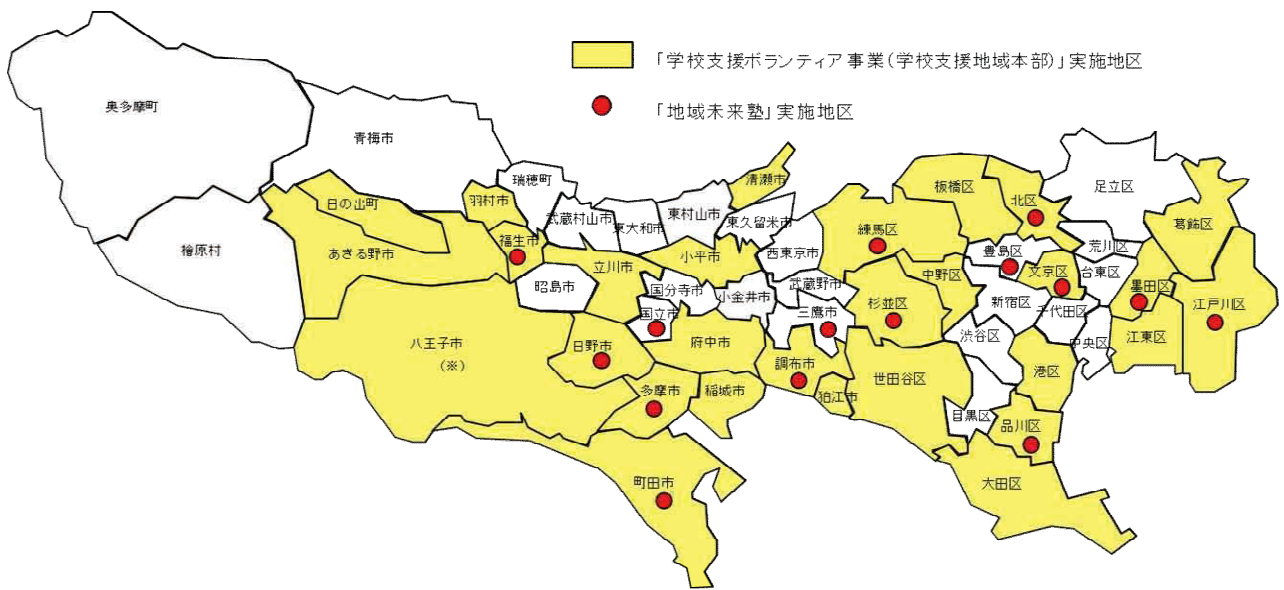 「学校支援ボランティア事業(学校支援地域本部)」実施地区
「地域未来塾」実施地区
奥多摩町
青梅市
瑞穂町
羽村市
日の出町
檜原村
あきる野市
福生市
武蔵村山市
東大和市
東村山市
清瀬市
東久留米市
西東京市
小平市
立川市
昭島市
国分寺市
小金井市
武蔵野市
三鷹市
国立市
日野市
府中市
八王子市
(※)
多摩市
稲城市
調布市
狛江市
町田市
練馬区
板橋区
北区
足立区
葛飾区
荒川区
豊島区
文京区
台東区
墨田区
江戸川区
中野区
杉並区
新宿区
千代田区
江東区
渋谷区
中央区
港区
世田谷区
目黒区
品川区
大田区